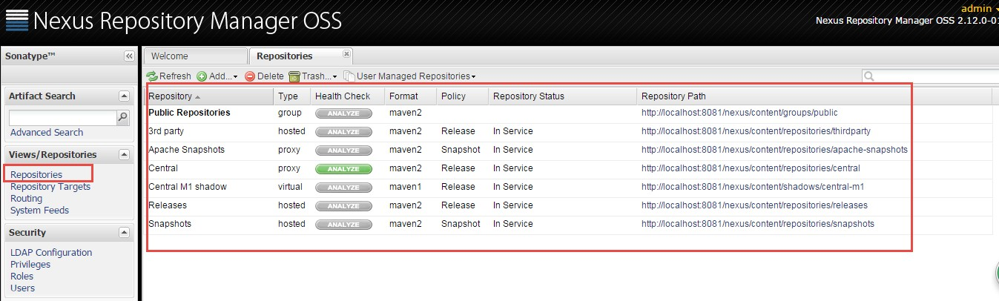 admin
Nexus Repository Manager OSS
Nexus Repository Manager OSS 2.12.0-01
Sonatype™
Welcome
Repositories
Refresh Add... Delete Trash... User Managed Repositories
Artifact Search
Advanced Search
Views/Repositories
Repositories
Repository Targets
Routing
System Feeds
Security
LDAP Configuration
Privileges
Roles
Users
Repository Type Health Check Format Policy Repository Status Repository Path
Public Repositories group ANALYZE maven2 http://localhost:8081/nexus/content/groups/public
3rd party hosted ANALYZE maven2 Release In Service http://localhost:8081/nexus/content/repositories/thirdparty
Apache Snapshots proxy ANALYZE maven2 Snapshot In Service http://localhost:8081/nexus/content/repositories/apache-snapshots
Central proxy ANALYZE maven2 Release In Service http://localhost:8081/nexus/content/repositories/central
Central M1 shadow virtual ANALYZE maven1 Release In Service http://localhost:8081/nexus/content/shadows/central-m1
Releases hosted ANALYZE maven2 Release In Service http://localhost:8081/nexus/content/repositories/releases
Snapshots hosted ANALYZE maven2 Snapshot In Service http://localhost:8081/nexus/content/repositories/snapshots